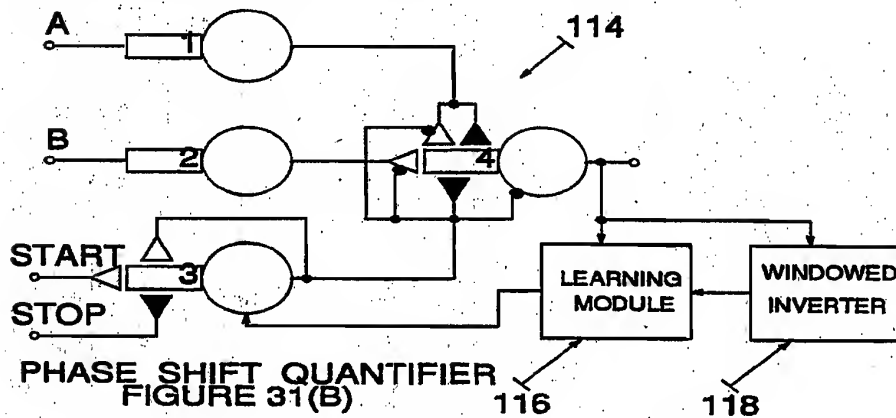 A
1
114
B
2
4
START
3
STOP
LEARNING
MODULE
WINDOWED
INVERTER
PHASE SHIFT QUANTIFIER
FIGURE 31(B)
116
118